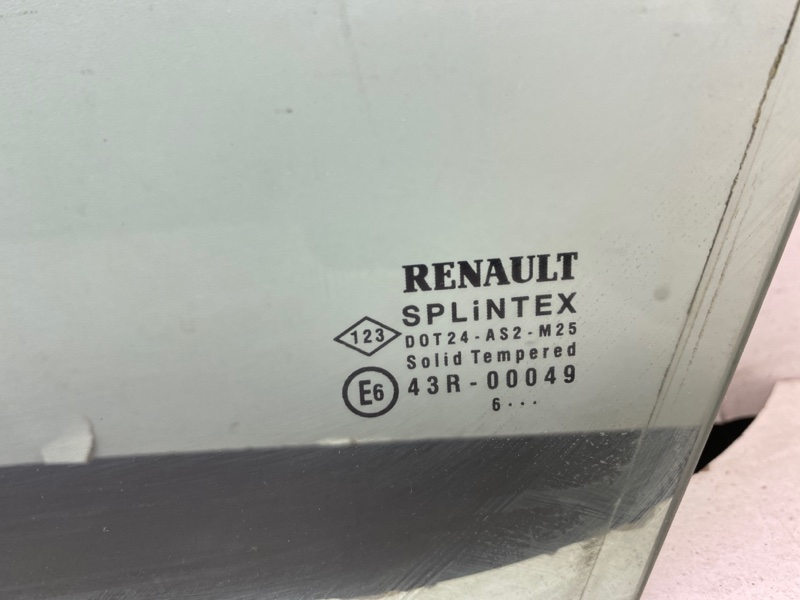 RENAULT
SPLiNTEX
123
DOT24-AS2-M25
Solid Tempered
E6
43R-00049
6...